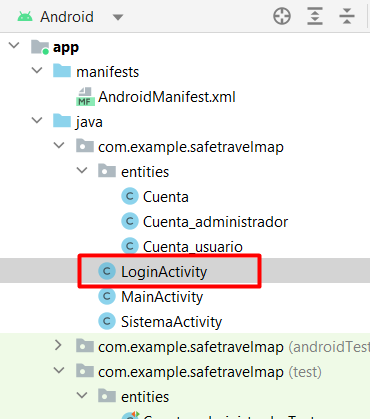 Android
app
manifests
MF AndroidManifest.xml
java
com.example.safetravelmap
entities
C Cuenta
C Cuenta_administrador
C Cuenta_usuario
C LoginActivity
C MainActivity
C SistemaActivity
com.example.safetravelmap (androidTest
com.example.safetravelmap (test)
entities